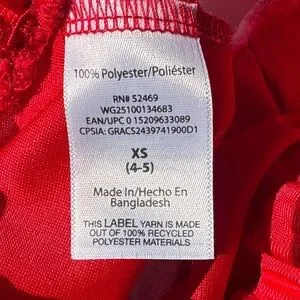 100% Polyester/Poliéster
RN# 52469
WG25100134683
EAN/UPC 0 15209633089
CPSIA: GRACS2439741900D1
XS
(4-5)
Made In/Hecho En
Bangladesh
THIS LABEL YARN IS MADE
OUT OF 100% RECYCLED
POLYESTER MATERIALS